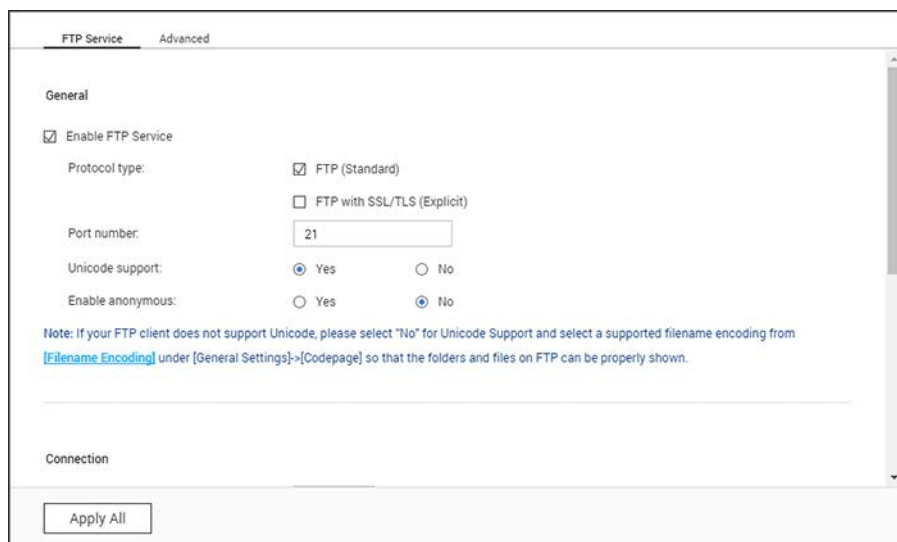 FTP Service Advanced
General
Enable FTP Service
Protocol type: FTP (Standard)
FTP with SSL/TLS (Explicit)
Port number: 21
Unicode support: Yes No
Enable anonymous: Yes No
Note: If your FTP client does not support Unicode, please select "No" for Unicode Support and select a supported filename encoding from
[Filename Encoding] under [General Settings]->[Codepage] so that the folders and files on FTP can be properly shown.
Connection
Apply All